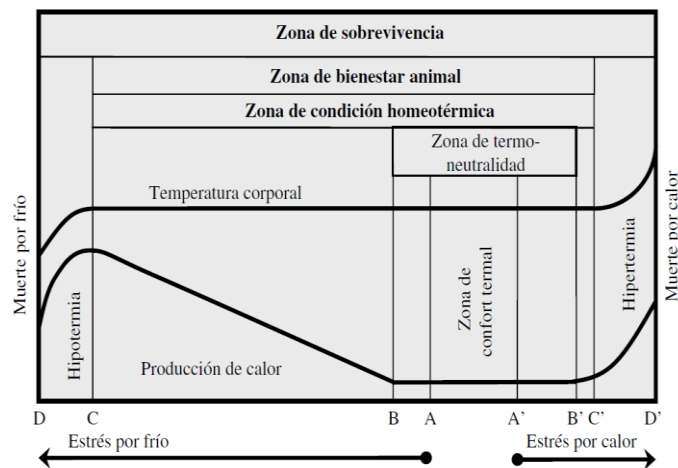 Zona de sobrevivencia
Zona de bienestar animal
Zona de condición homeotérmica
Zona de termo-
neutralidad
Temperatura corporal
Muerte por frío
Hipotermia
Producción de calor
Zona de
confort termal
Hipertermia
Muerte por calor
D C B A A’ B’ C’ D’
Estrés por frío Estrés por calor